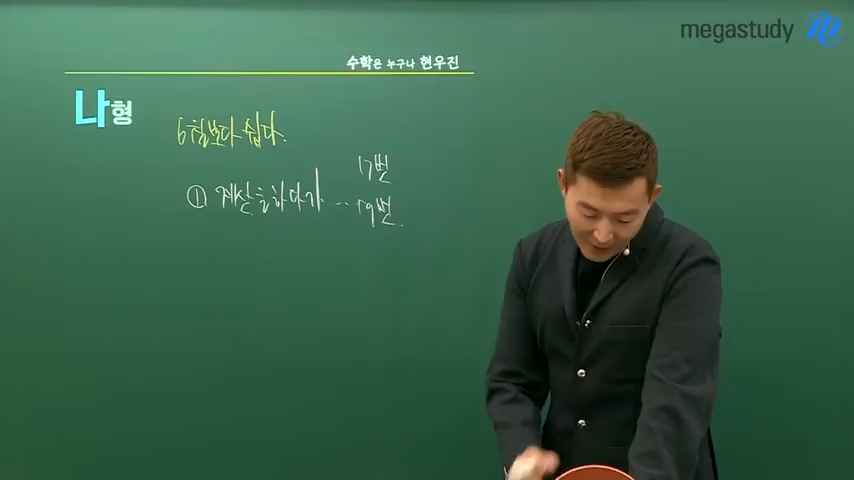 megastudy
수학은 누구나 현우진
나형
6평보다 쉽다.
17번
① 계산을 하다가 ... 19번.